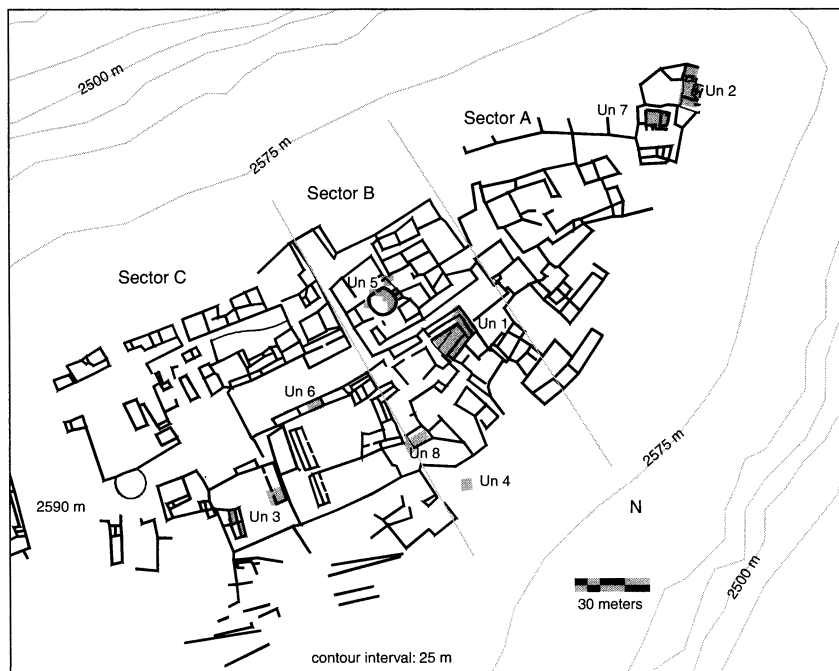 2500 m
Un 2
Un 7
Sector A
2575 m
Sector B
Sector C
Un 5
Un 1
Un 6
Un 8
2575 m
Un 4
2590 m
N
Un 3
2500 m
30 meters
contour interval: 25 m